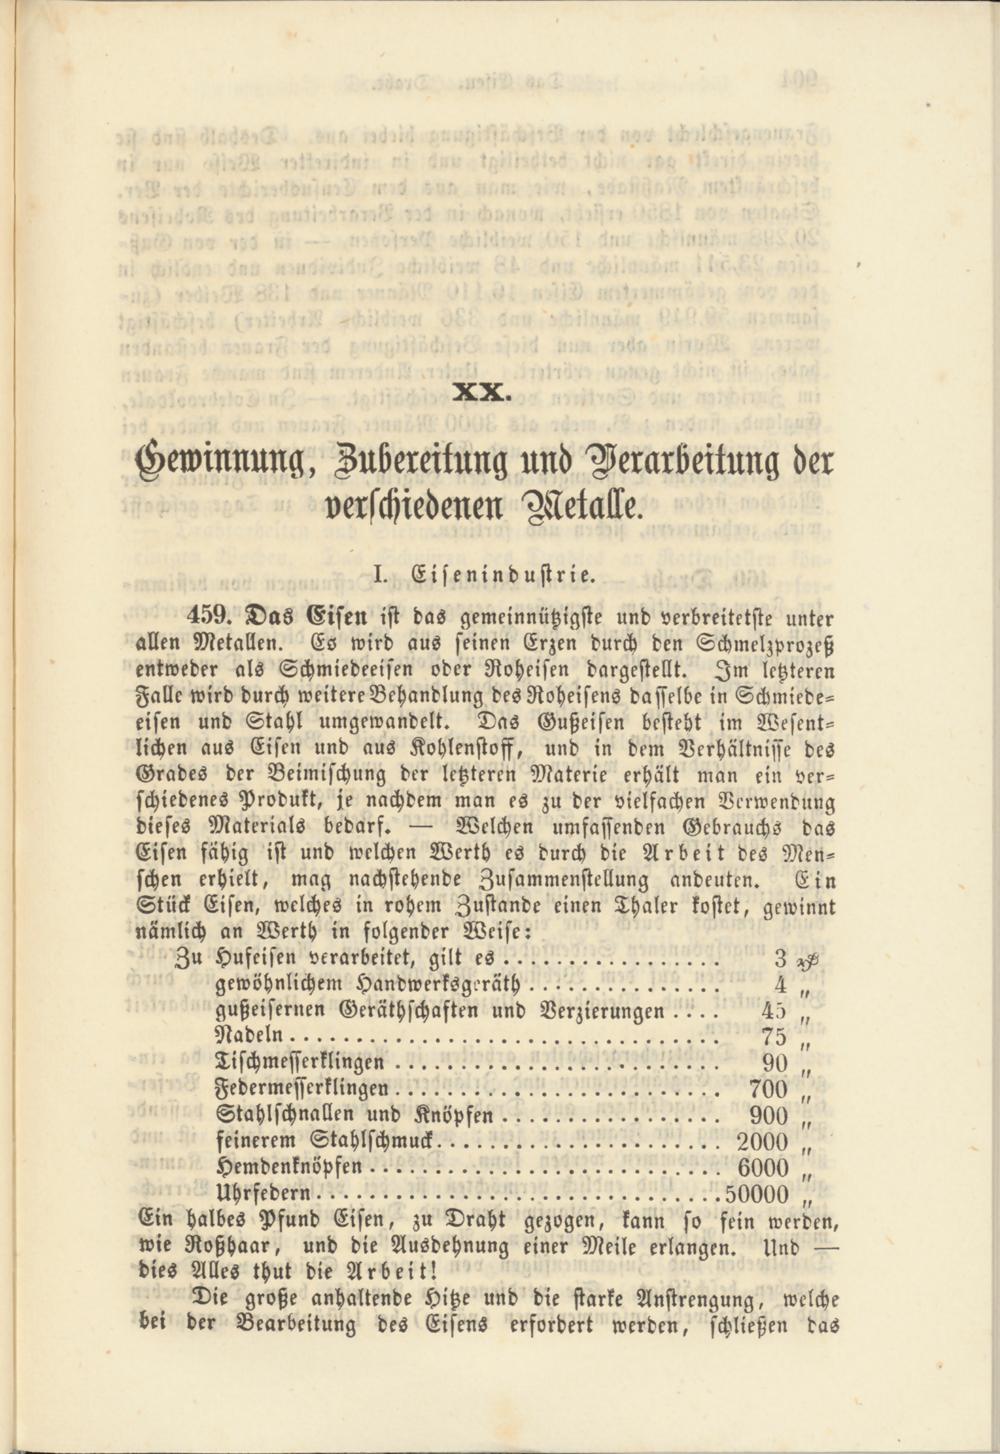 XX.
Gewinnung, Zubereitung und Verarbeitung der
verschiedenen Metalle.
I. Eisenindustrie.
459. Das Eisen ist das gemeinnützigste und verbreitetste unter
allen Metallen. Es wird aus seinen Erzen durch den Schmelzprozeß
entweder als Schmiedeeisen oder Roheisen dargestellt. Im letzteren
Falle wird durch weitere Behandlung des Roheisens dasselbe in Schmiede-
eisen und Stahl umgewandelt. Das Gußeisen besteht im Wesent-
lichen aus Eisen und aus Kohlenstoff, und in dem Verhältnisse des
Grades der Beimischung der letzteren Materie erhält man ein ver-
schiedenes Produkt, je nachdem man es zu der vielfachen Verwendung
dieses Materials bedarf. — Welchen umfassenden Gebrauchs das
Eisen fähig ist und welchen Werth es durch die Arbeit des Men-
schen erhielt, mag nachstehende Zusammenstellung andeuten. Ein
Stück Eisen, welches in rohem Zustande einen Thaler kostet, gewinnt
nämlich an Werth in folgender Weise:
Zu Hufeisen verarbeitet, gilt es ................. 3 ₰
gewöhnlichem Handwerksgeräth ............... 4 „
gußeisernen Geräthschaften und Verzierungen .... 45 „
Nadeln.................................. 75 „
Tischmesserklingen ......................... 90 „
Federmesserklingen......................... 700 „
Stahlschnallen und Knöpfen ................. 900 „
feinerem Stahlschmuck...................... 2000 „
Hemdenknöpfen ........................... 6000 „
Uhrfedern................................50000 „
Ein halbes Pfund Eisen, zu Draht gezogen, kann so fein werden,
wie Roßhaar, und die Ausdehnung einer Meile erlangen. Und —
dies Alles thut die Arbeit!
Die große anhaltende Hitze und die starke Anstrengung, welche
bei der Bearbeitung des Eisens erfordert werden, schließen das